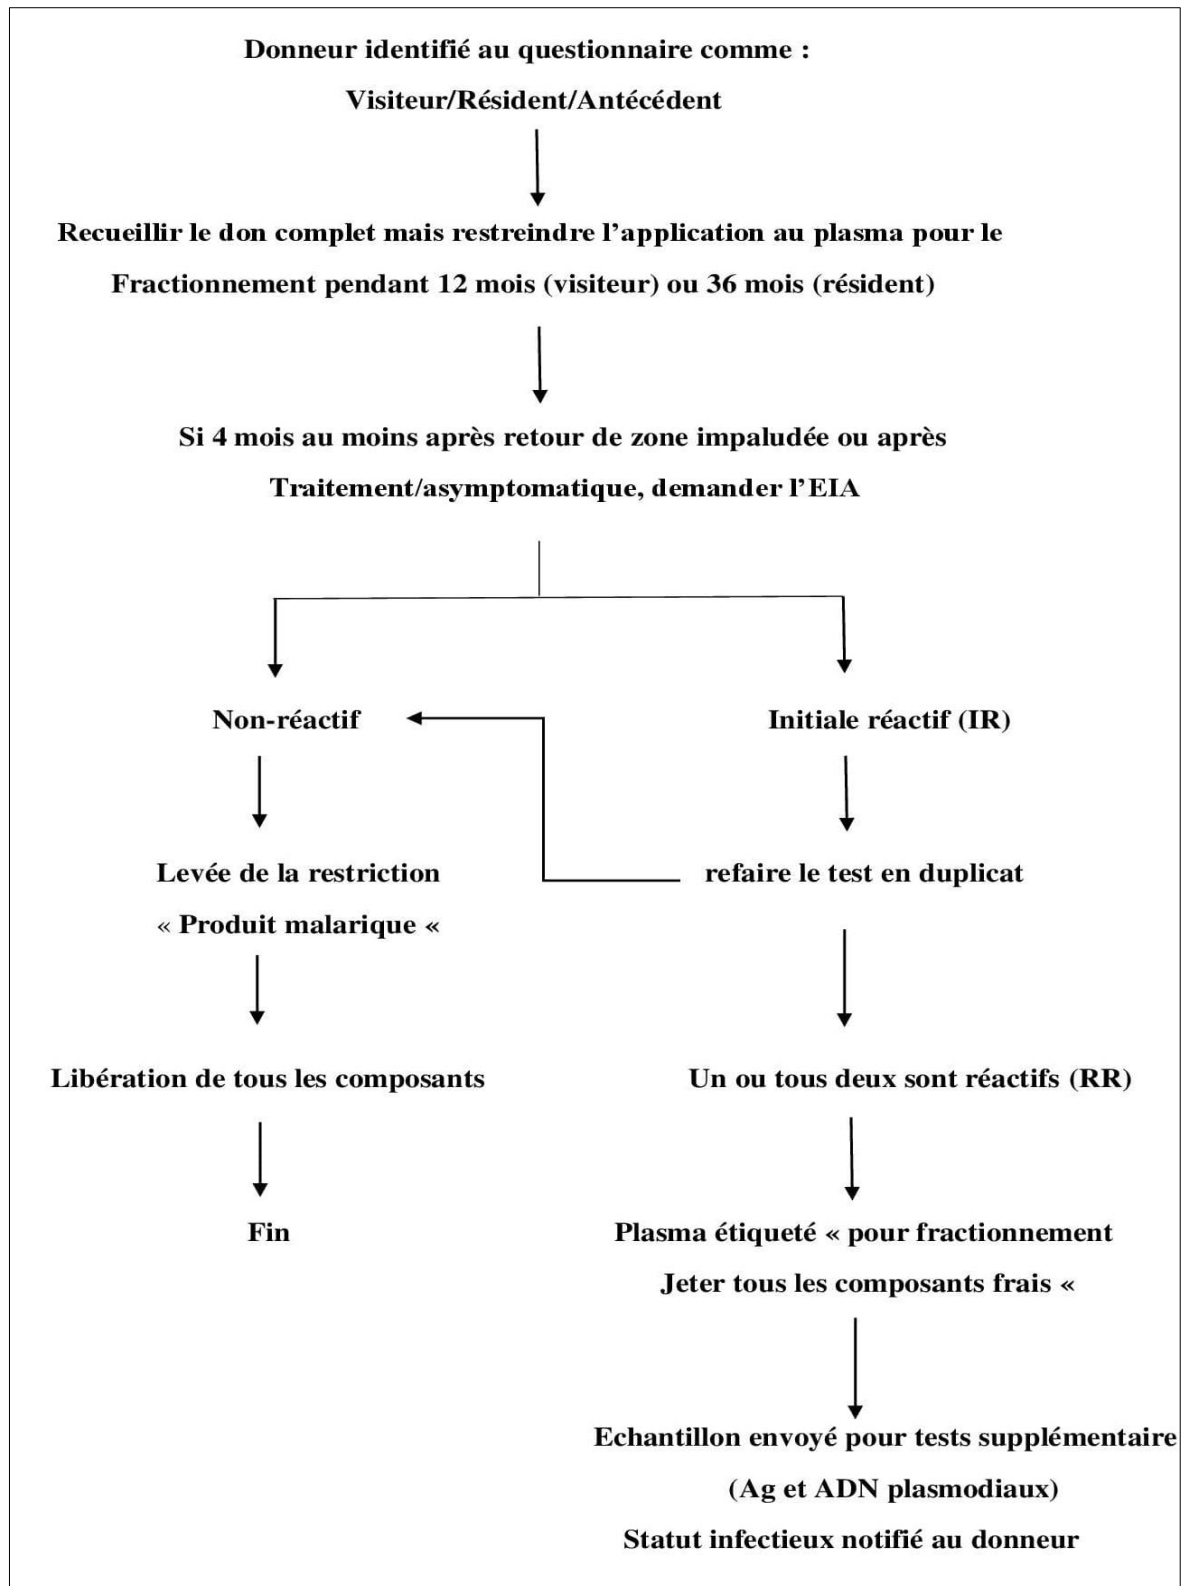 Donneur identifié au questionnaire comme :
Visiteur/Résident/Antécédent
Recueillir le don complet mais restreindre l’application au plasma pour le
Fractionnement pendant 12 mois (visiteur) ou 36 mois (résident)
Si 4 mois au moins après retour de zone impaludée ou après
Traitement/asymptomatique, demander l’EIA
Non-réactif
Initiale réactif (IR)
Levée de la restriction
« Produit malarique «
refaire le test en duplicat
Libération de tous les composants
Un ou tous deux sont réactifs (RR)
Fin
Plasma étiqueté « pour fractionnement
Jeter tous les composants frais «
Echantillon envoyé pour tests supplémentaire
(Ag et ADN plasmodiaux)
Statut infectieux notifié au donneur